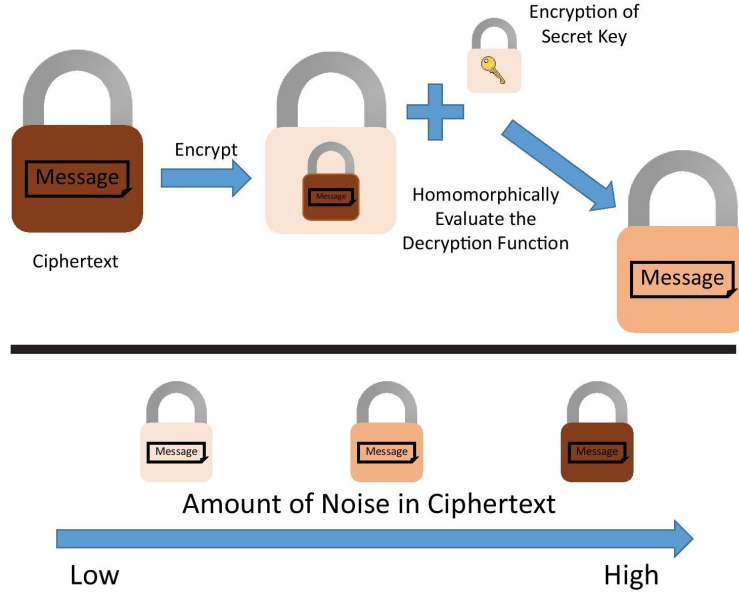 Encryption of
Secret Key
Message
Encrypt
Message
Ciphertext
Homomorphically
Evaluate the
Decryption Function
Message
Message
Message
Message
Amount of Noise in Ciphertext
Low
High